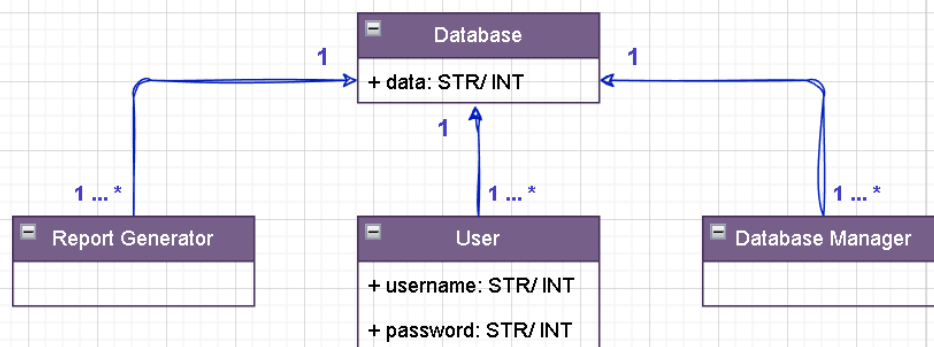 Database
1
1
+ data: STR/ INT
1
1 ... *
1 ... *
1 ... *
Report Generator
User
Database Manager
+ username: STR/ INT
+ password: STR/ INT